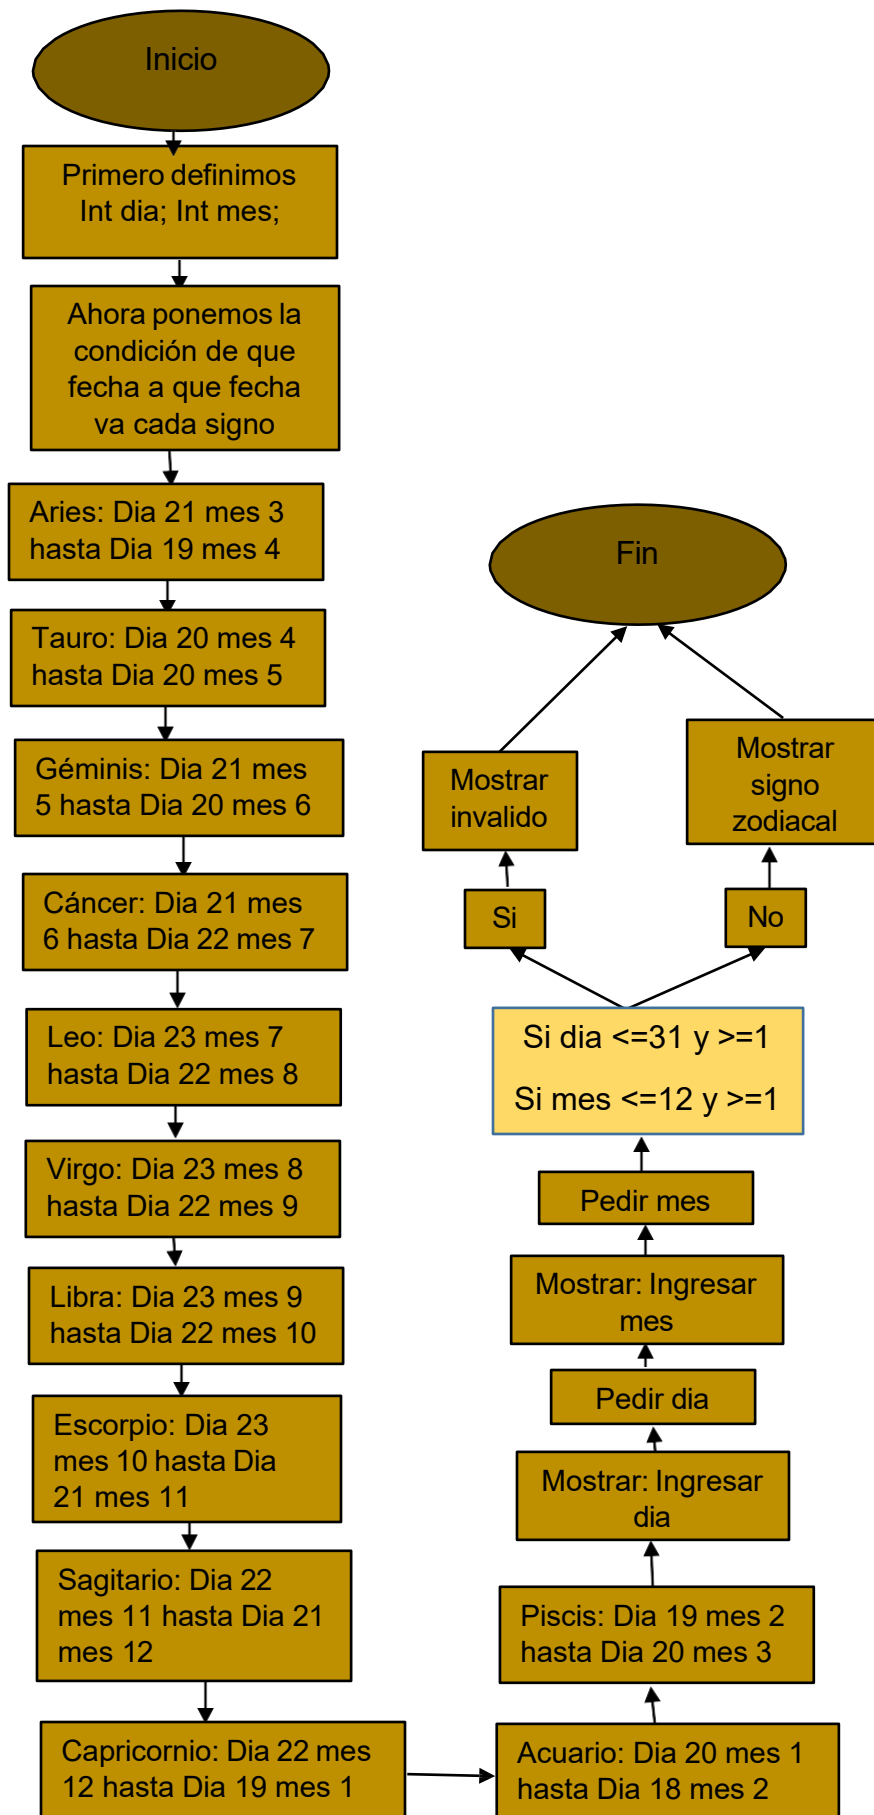 Inicio
Primero definimos
Int dia; Int mes;
Ahora ponemos la
condición de que
fecha a que fecha
va cada signo
Aries: Dia 21 mes 3
hasta Dia 19 mes 4
Tauro: Dia 20 mes 4
hasta Dia 20 mes 5
Géminis: Dia 21 mes
5 hasta Dia 20 mes 6
Cáncer: Dia 21 mes
6 hasta Dia 22 mes 7
Leo: Dia 23 mes 7
hasta Dia 22 mes 8
Virgo: Dia 23 mes 8
hasta Dia 22 mes 9
Libra: Dia 23 mes 9
hasta Dia 22 mes 10
Escorpio: Dia 23
mes 10 hasta Dia
21 mes 11
Sagitario: Dia 22
mes 11 hasta Dia 21
mes 12
Capricornio: Dia 22 mes
12 hasta Dia 19 mes 1
Acuario: Dia 20 mes 1
hasta Dia 18 mes 2
Piscis: Dia 19 mes 2
hasta Dia 20 mes 3
Mostrar: Ingresar
dia
Pedir dia
Mostrar: Ingresar
mes
Pedir mes
Si dia <=31 y >=1
Si mes <=12 y >=1
Si
No
Mostrar
invalido
Mostrar
signo
zodiacal
Fin